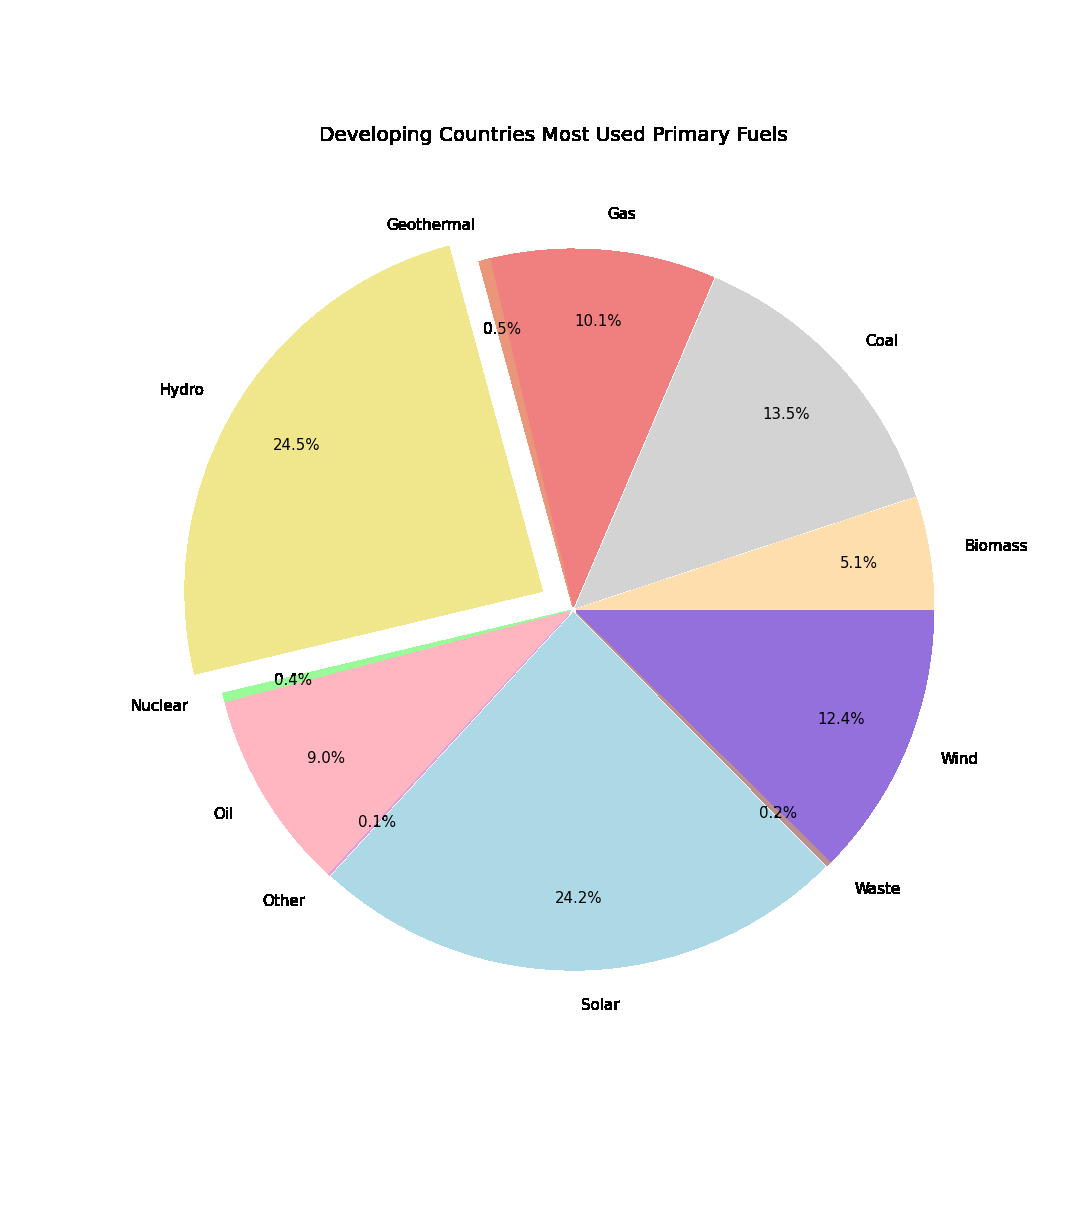 Developing Countries Most Used Primary Fuels
Gas
Geothermal
10.1%
0.5%
Coal
13.5%
Hydro
24.5%
Biomass
5.1%
0.4%
Nuclear
12.4%
Wind
9.0%
Oil
0.1%
0.2%
Waste
Other
24.2%
Solar